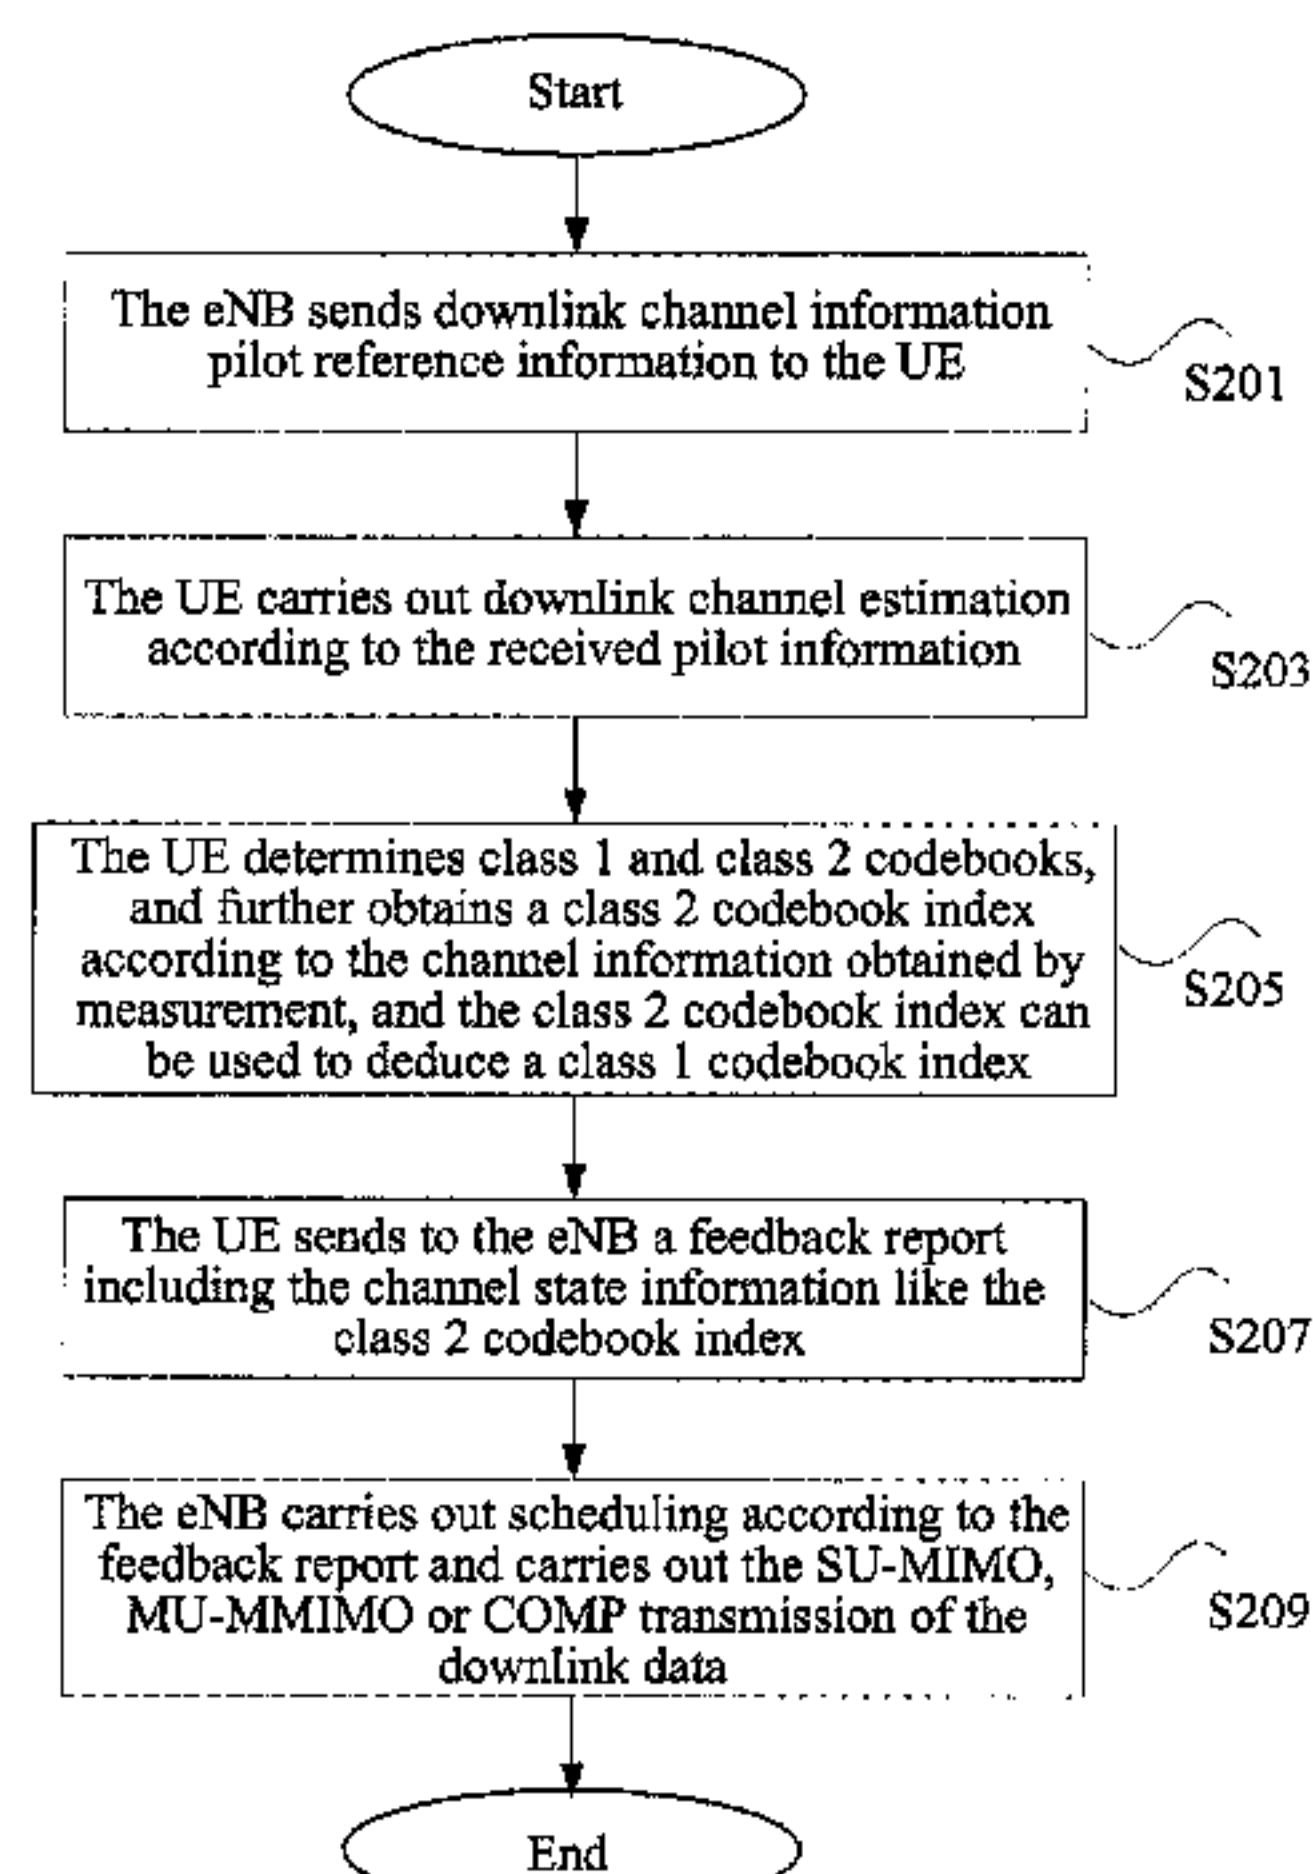 Start
The eNB sends downlink channel information
pilot reference information to the UE
S201
The UE carries out downlink channel estimation
according to the received pilot information
S203
The UE determines class 1 and class 2 codebooks,
and further obtains a class 2 codebook index
according to the channel information obtained by
measurement, and the class 2 codebook index can
be used to deduce a class 1 codebook index
S205
The UE sends to the eNB a feedback report
including the channel state information like the
class 2 codebook index
S207
The eNB carries out scheduling according to the
feedback report and carries out the SU-MIMO,
MU-MMIMO or COMP transmission of the
downlink data
S209
End